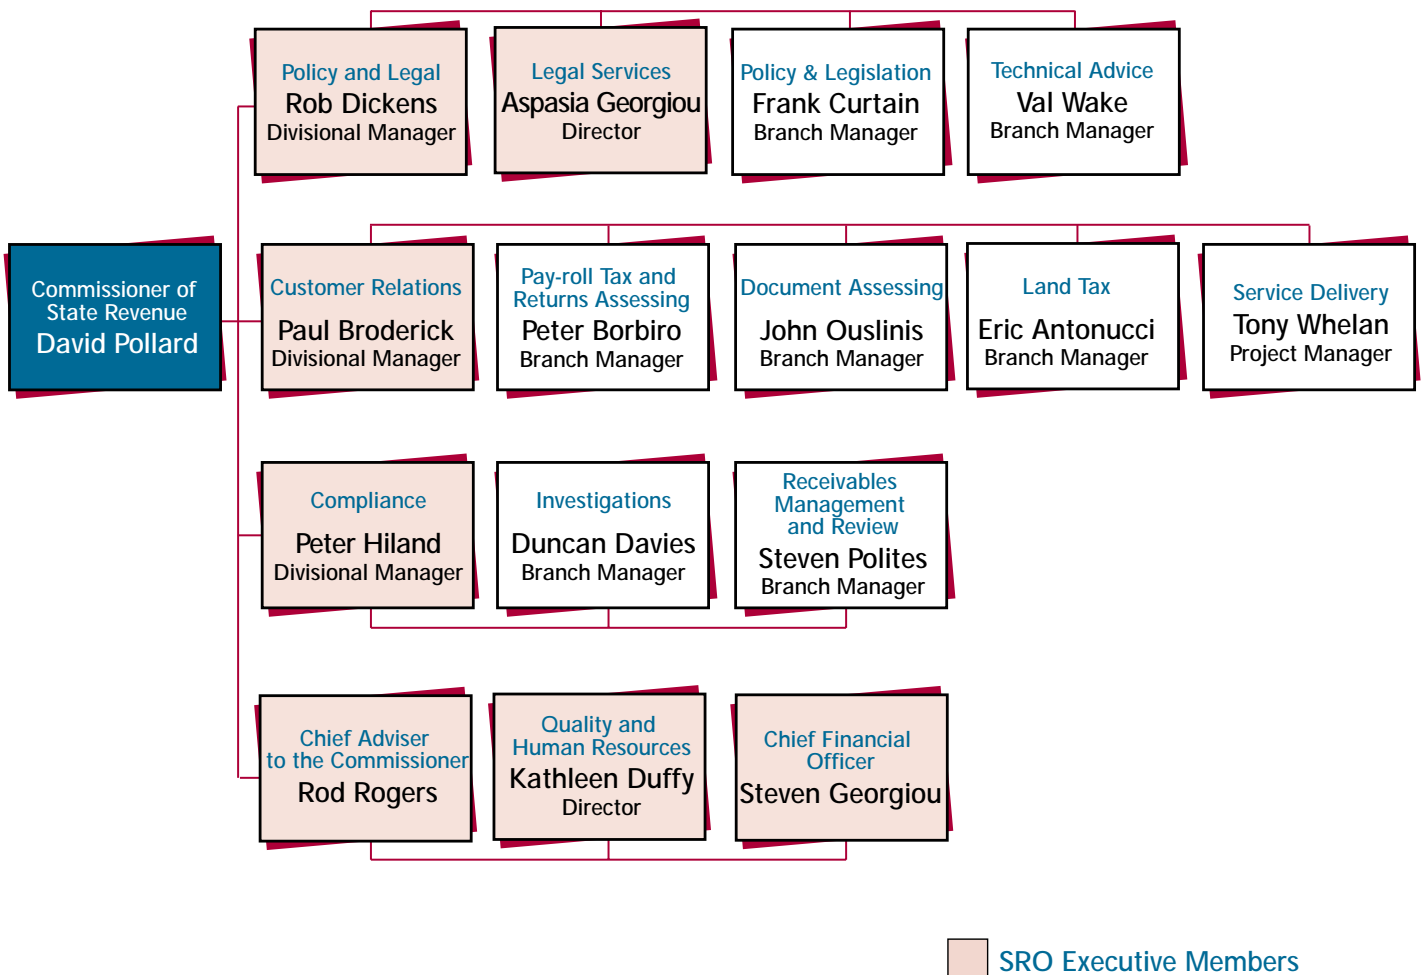 Policy and Legal
Rob Dickens
Divisional Manager
Legal Services
Aspasia Georgiou
Director
Policy & Legislation
Frank Curtain
Branch Manager
Technical Advice
Val Wake
Branch Manager
Commissioner of
State Revenue
David Pollard
Customer Relations
Paul Broderick
Divisional Manager
Pay-roll Tax and
Returns Assessing
Peter Borbiro
Branch Manager
Document Assessing
John Ouslinis
Branch Manager
Land Tax
Eric Antonucci
Branch Manager
Service Delivery
Tony Whelan
Project Manager
Compliance
Peter Hiland
Divisional Manager
Investigations
Duncan Davies
Branch Manager
Receivables
Management
and Review
Steven Polites
Branch Manager
Chief Adviser
to the Commissioner
Rod Rogers
Quality and
Human Resources
Kathleen Duffy
Director
Chief Financial
Officer
Steven Georgiou
SRO Executive Members